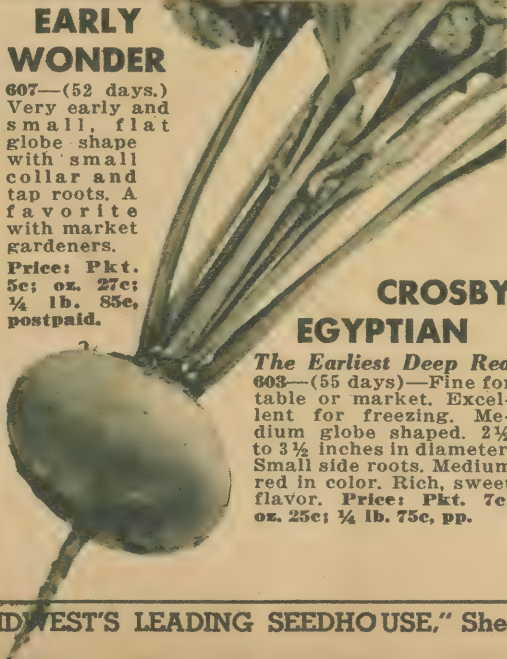 EARLY
WONDER
607—(52 days.)
Very early and
small, flat
globe shape
with small
collar and
tap roots. A
favorite
with market
gardeners.
Price: Pkt.
5c; oz. 27c;
¼ lb. 85c,
postpaid.
CROSBY
EGYPTIAN
The Earliest Deep Red
603—(55 days)—Fine for
table or market. Excel-
lent for freezing. Me-
dium globe shaped. 2½
to 3½ inches in diameter
Small side roots. Medium
red in color. Rich, sweet
flavor. Price: Pkt. 7c
oz. 25c; ¼ lb. 75c, pp.
IDWEST'S LEADING SEEDHOUSE," She